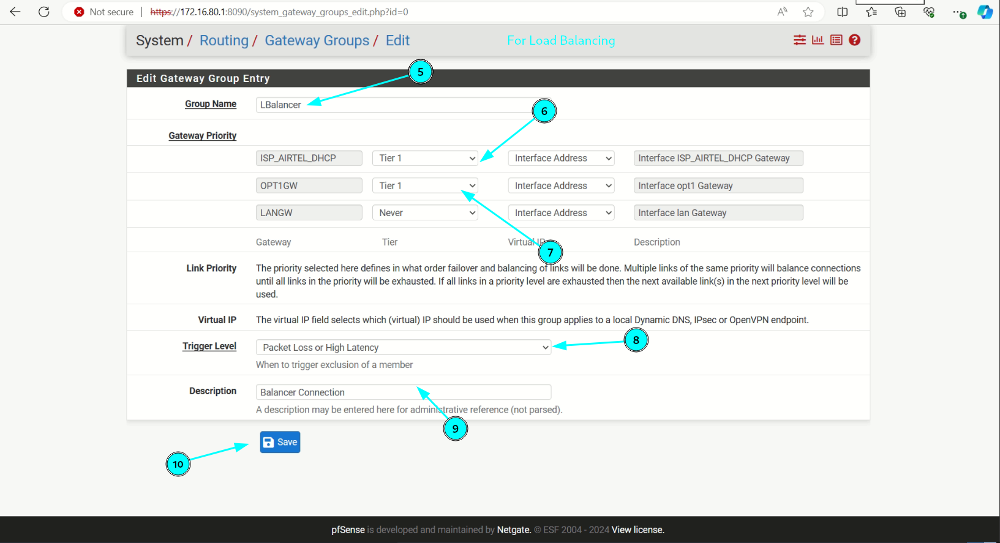 Not secure | https://172.16.80.1:8090/system_gateway_groups_edit.php?id=0
System / Routing / Gateway Groups / Edit
For Load Balancing
5
Edit Gateway Group Entry
Group Name
LBalancer
6
Gateway Priority
ISP_AIRTEL_DHCP Tier 1 Interface Address Interface ISP_AIRTEL_DHCP Gateway
OPT1GW Tier 1 Interface Address Interface opt1 Gateway
LANGW Never Interface Address Interface lan Gateway
Gateway Tier Virtual IP Description
7
Link Priority
The priority selected here defines in what order failover and balancing of links will be done. Multiple links of the same priority will balance connections
until all links in the priority will be exhausted. If all links in a priority level are exhausted then the next available link(s) in the next priority level will be
used.
Virtual IP
The virtual IP field selects which (virtual) IP should be used when this group applies to a local Dynamic DNS, IPsec or OpenVPN endpoint.
8
Trigger Level
Packet Loss or High Latency
When to trigger exclusion of a member
Description
Balancer Connection
A description may be entered here for administrative reference (not parsed).
9
Save
10
pfSense is developed and maintained by Netgate. © ESF 2004 - 2024 View license.